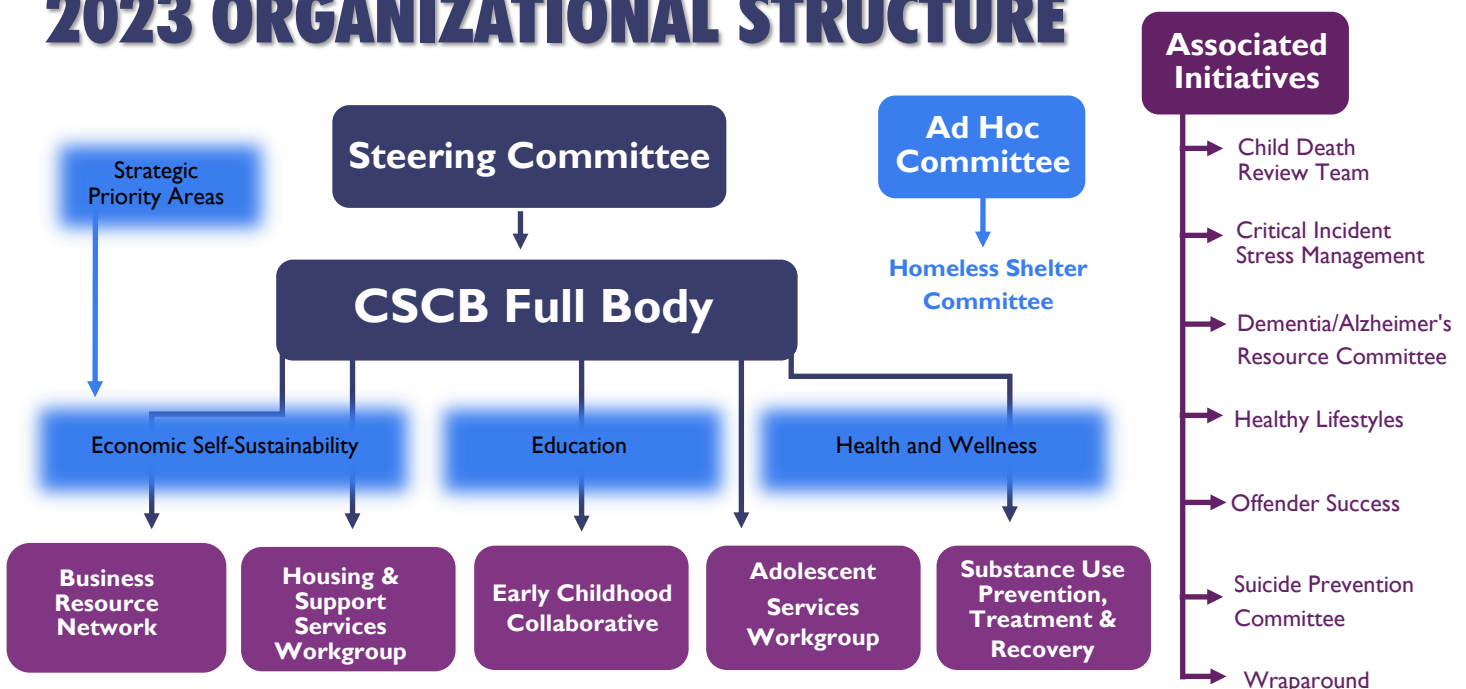 2023 ORGANIZATIONAL STRUCTURE
Steering Committee
Strategic
Priority Areas
CSCB Full Body
Ad Hoc
Committee
Homeless Shelter
Committee
Economic Self-Sustainability
Education
Health and Wellness
Business
Resource
Network
Housing &
Support
Services
Workgroup
Early Childhood
Collaborative
Adolescent
Services
Workgroup
Substance Use
Prevention,
Treatment &
Recovery
Associated
Initiatives
Child Death
Review Team
Critical Incident
Stress Management
Dementia/Alzheimer's
Resource Committee
Healthy Lifestyles
Offender Success
Suicide Prevention
Committee
Wraparound